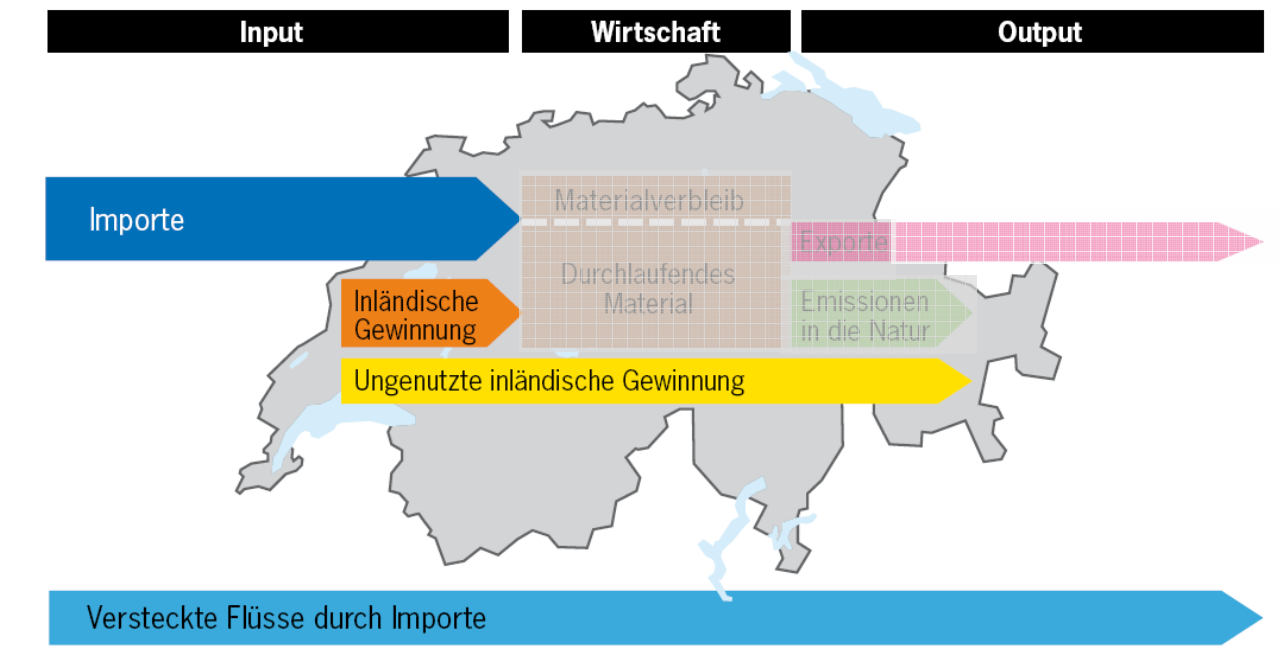 Input
Wirtschaft
Output
Importe
Materialverbleib
Exporte
Durchlaufendes
Material
Inländische
Gewinnung
Emissionen
in die Natur
Ungenutzte inländische Gewinnung
Versteckte Flüsse durch Importe